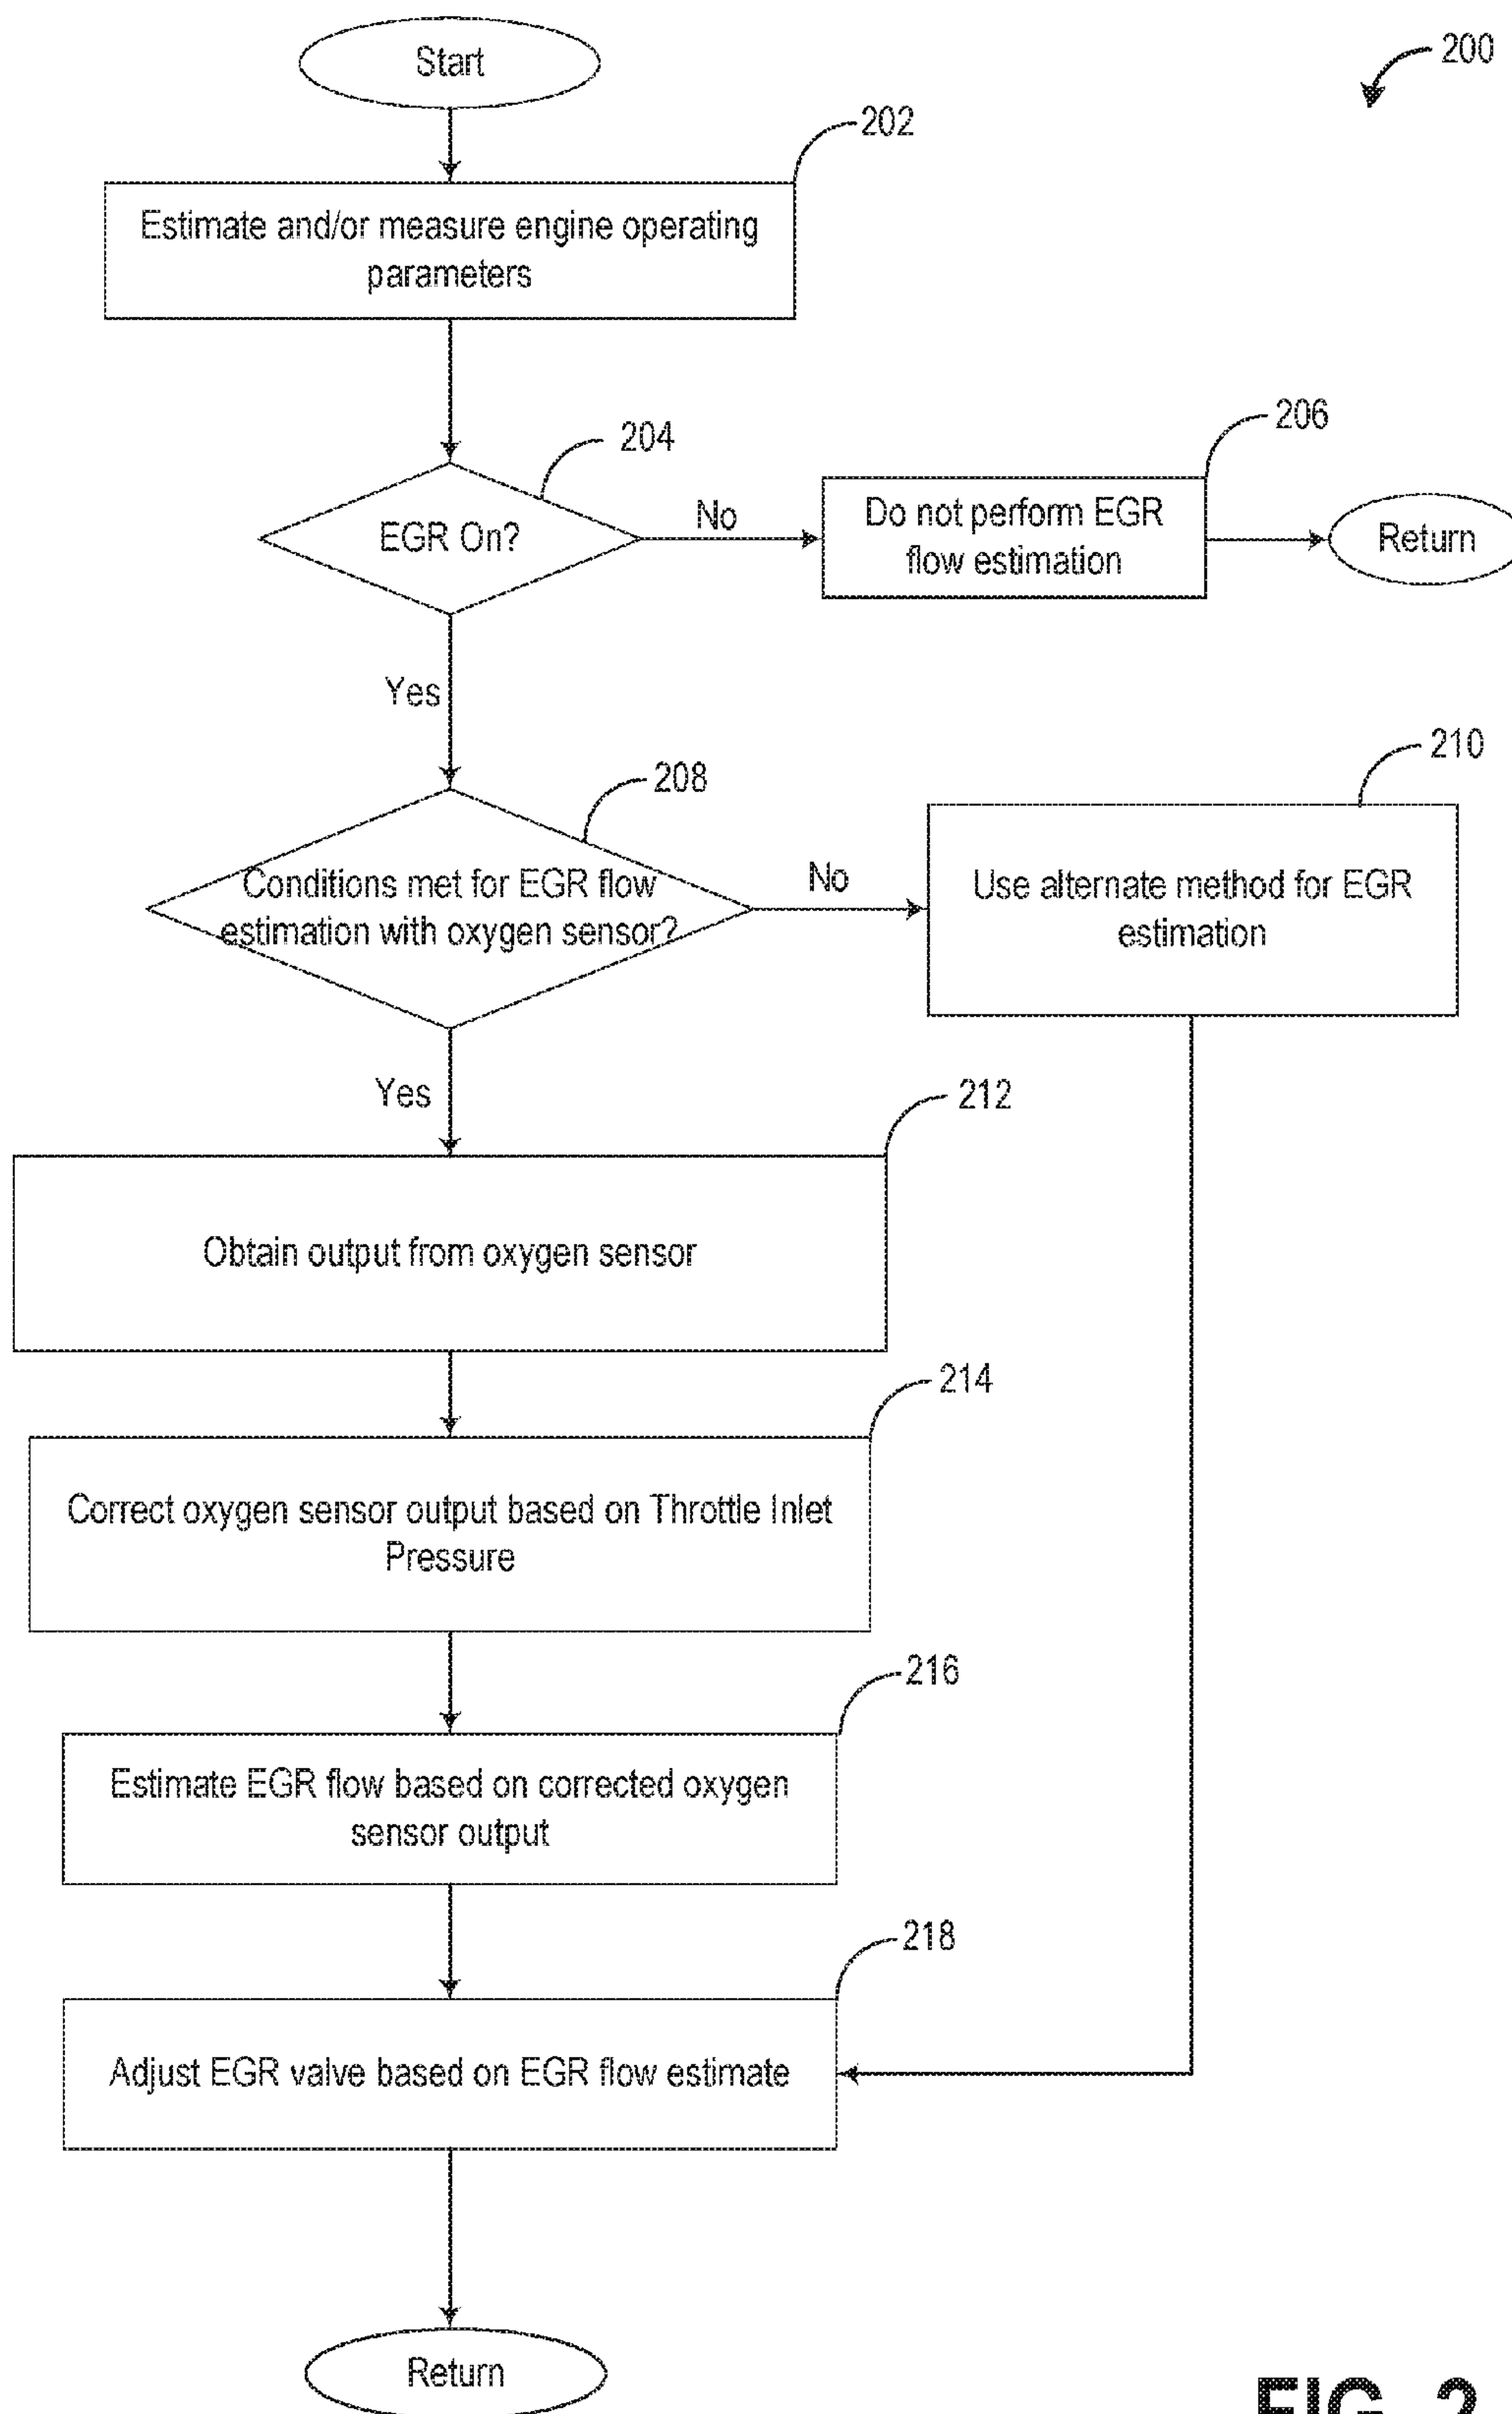 Start
200
202
Estimate and/or measure engine operating
parameters
204
EGR On?
No
206
Do not perform EGR
flow estimation
Return
Yes
208
Conditions met for EGR flow
estimation with oxygen sensor?
No
210
Use alternate method for EGR
estimation
Yes
212
Obtain output from oxygen sensor
214
Correct oxygen sensor output based on Throttle Inlet
Pressure
216
Estimate EGR flow based on corrected oxygen
sensor output
218
Adjust EGR valve based on EGR flow estimate
Return
FIG. 2